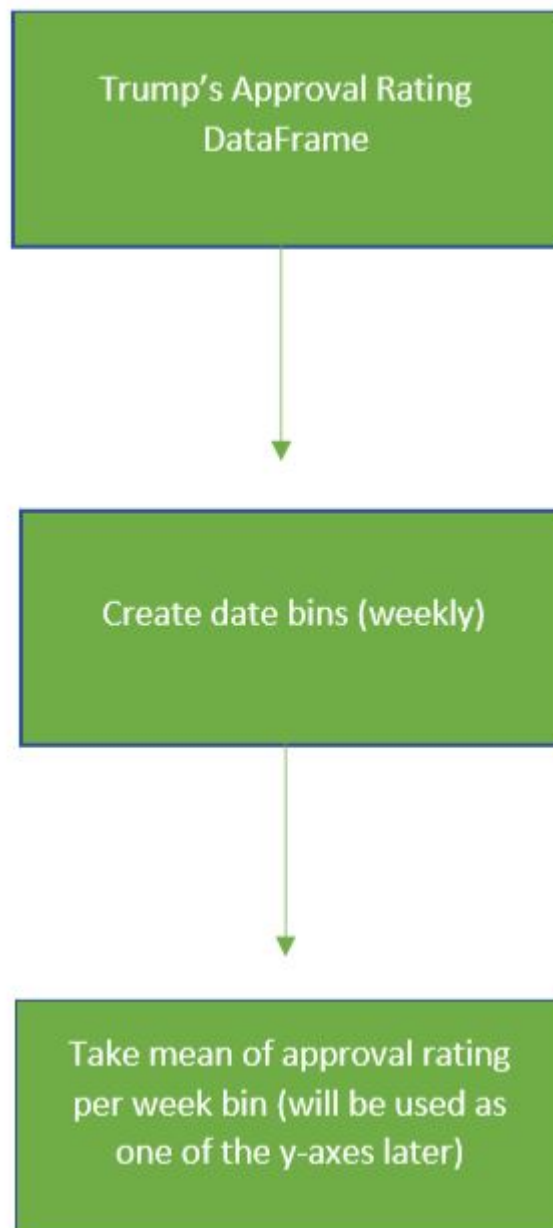 Trump’s Approval Rating
DataFrame
Create date bins (weekly)
Take mean of approval rating
per week bin (will be used as
one of the y-axes later)